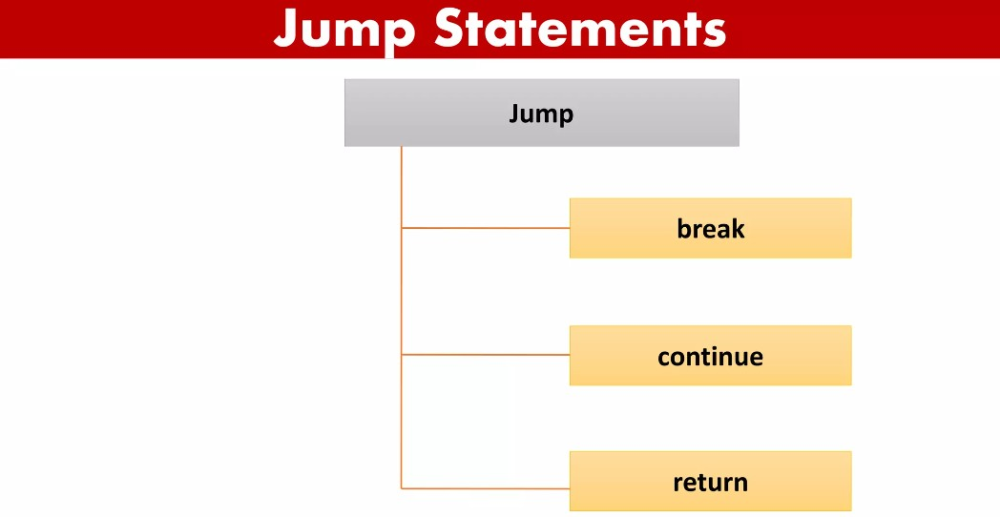 Jump Statements
Jump
break
continue
return